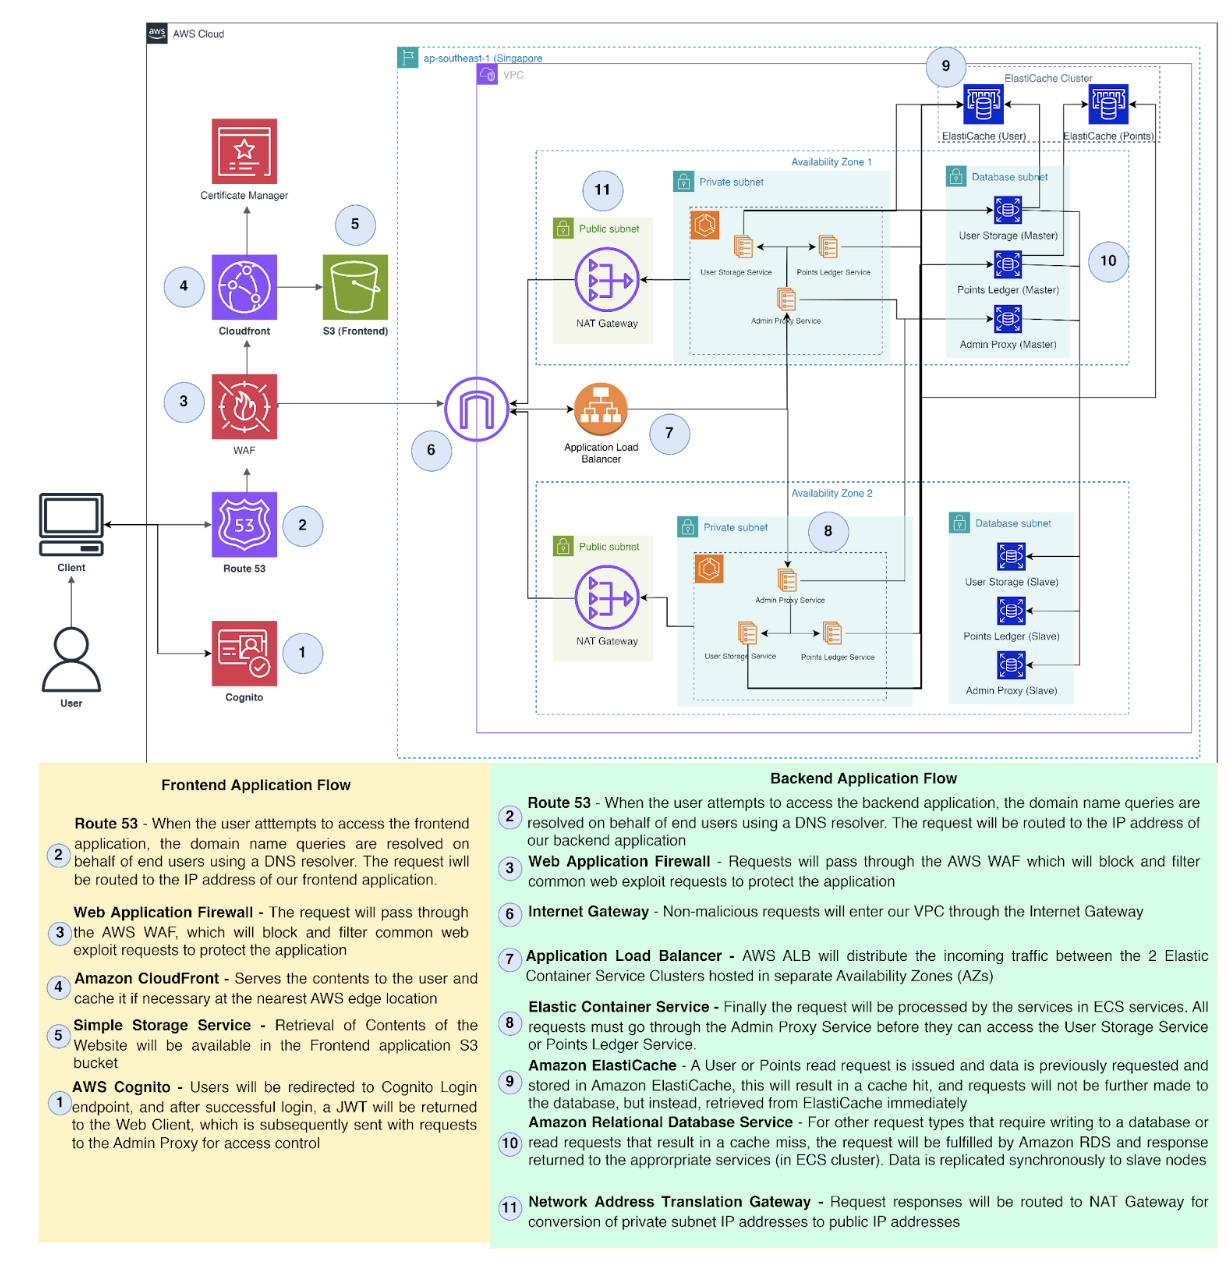 aws
AWS Cloud
ap-southeast-1 (Singapore
VPC
9
ElastiCache Cluster
ElastiCache (User)
ElastiCache (Points)
Certificate Manager
5
4
Cloudfront
S3 (Frontend)
3
WAF
6
53
2
Route 53
Client
1
Cognito
User
Availability Zone 1
11
Public subnet
NAT Gateway
Private subnet
User Storage Service
Points Ledger Service
Admin Proxy Service
Database subnet
User Storage (Master)
10
Points Ledger (Master)
Admin Proxy (Master)
Application Load
Balancer
7
Availability Zone 2
Public subnet
NAT Gateway
Private subnet
8
Admin Proxy Service
User Storage Service
Points Ledger Service
Database subnet
User Storage (Slave)
Points Ledger (Slave)
Admin Proxy (Slave)
Frontend Application Flow
2
Route 53 - When the user atttempts to access the frontend
application, the domain name queries are resolved on
behalf of end users using a DNS resolver. The request iwll
be routed to the IP address of our frontend application.
3
Web Application Firewall - The request will pass through
the AWS WAF, which will block and filter common web
exploit requests to protect the application
4
Amazon CloudFront - Serves the contents to the user and
cache it if necessary at the nearest AWS edge location
5
Simple Storage Service - Retrieval of Contents of the
Website will be available in the Frontend application S3
bucket
1
AWS Cognito - Users will be redirected to Cognito Login
endpoint, and after successful login, a JWT will be returned
to the Web Client, which is subsequently sent with requests
to the Admin Proxy for access control
Backend Application Flow
2
Route 53 - When the user attempts to access the backend application, the domain name queries are
resolved on behalf of end users using a DNS resolver. The request will be routed to the IP address of
our backend application
3
Web Application Firewall - Requests will pass through the AWS WAF which will block and filter
common web exploit requests to protect the application
6
Internet Gateway - Non-malicious requests will enter our VPC through the Internet Gateway
7
Application Load Balancer - AWS ALB will distribute the incoming traffic between the 2 Elastic
Container Service Clusters hosted in separate Availability Zones (AZs)
8
Elastic Container Service - Finally the request will be processed by the services in ECS services. All
requests must go through the Admin Proxy Service before they can access the User Storage Service
or Points Ledger Service.
9
Amazon ElastiCache - A User or Points read request is issued and data is previously requested and
stored in Amazon ElastiCache, this will result in a cache hit, and requests will not be further made to
the database, but instead, retrieved from ElastiCache immediately
10
Amazon Relational Database Service - For other request types that require writing to a database or
read requests that result in a cache miss, the request will be fulfilled by Amazon RDS and response
returned to the approrpriate services (in ECS cluster). Data is replicated synchronously to slave nodes
11
Network Address Translation Gateway - Request responses will be routed to NAT Gateway for
conversion of private subnet IP addresses to public IP addresses